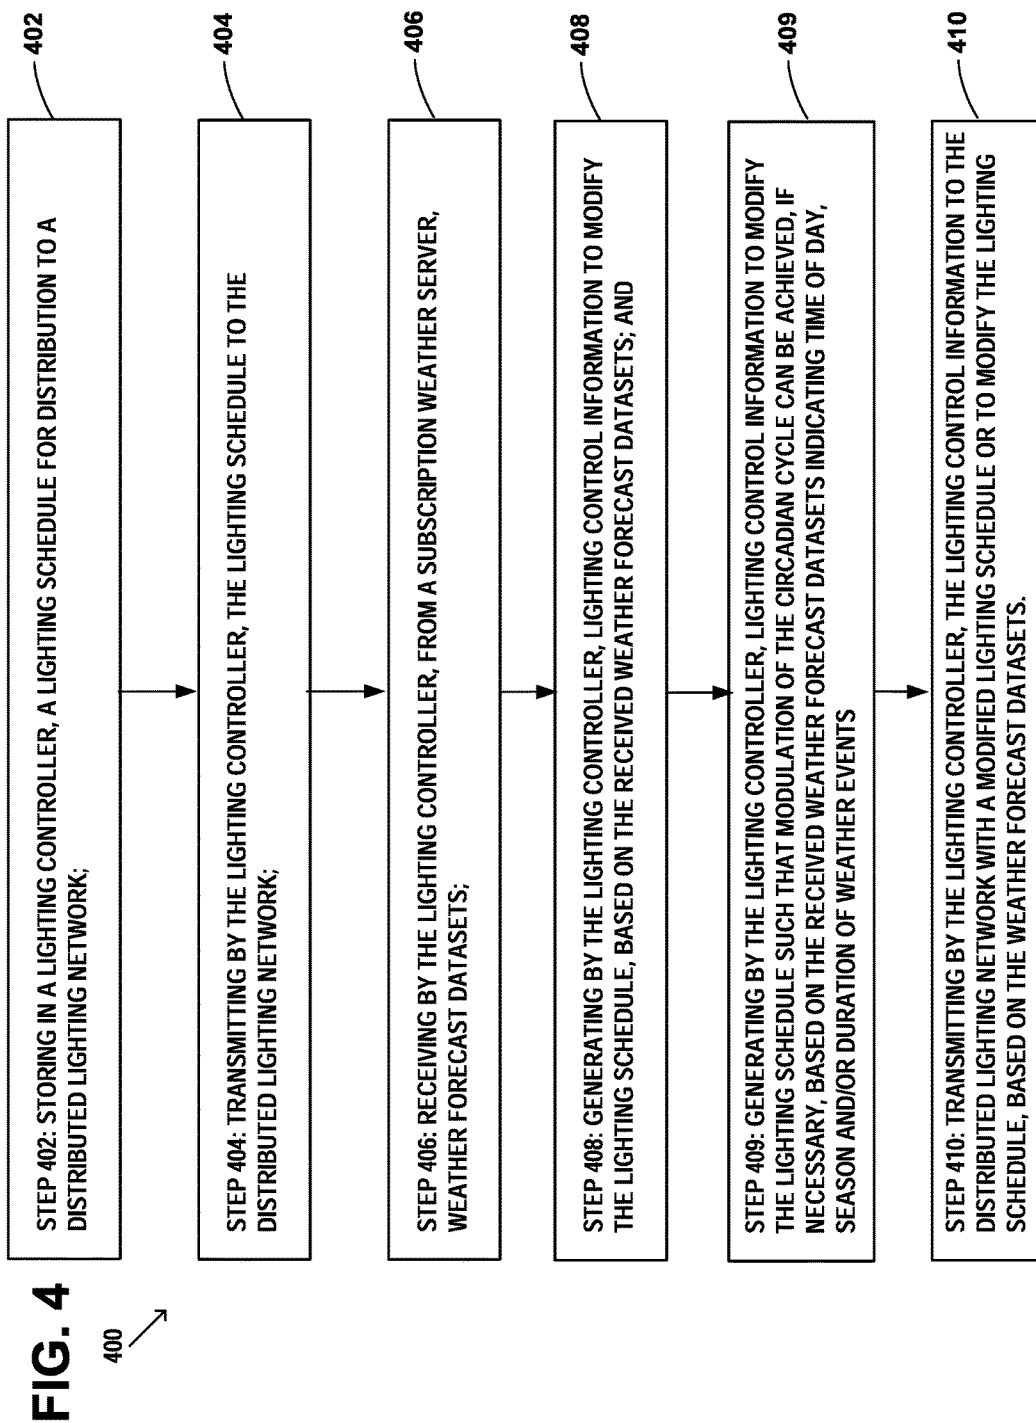 FIG. 4
400
402
STEP 402: STORING IN A LIGHTING CONTROLLER, A LIGHTING SCHEDULE FOR DISTRIBUTION TO A
DISTRIBUTED LIGHTING NETWORK;
404
STEP 404: TRANSMITTING BY THE LIGHTING CONTROLLER, THE LIGHTING SCHEDULE TO THE
DISTRIBUTED LIGHTING NETWORK;
406
STEP 406: RECEIVING BY THE LIGHTING CONTROLLER, FROM A SUBSCRIPTION WEATHER SERVER,
WEATHER FORECAST DATASETS;
408
STEP 408: GENERATING BY THE LIGHTING CONTROLLER, LIGHTING CONTROL INFORMATION TO MODIFY
THE LIGHTING SCHEDULE, BASED ON THE RECEIVED WEATHER FORECAST DATASETS; AND
409
STEP 409: GENERATING BY THE LIGHTING CONTROLLER, LIGHTING CONTROL INFORMATION TO MODIFY
THE LIGHTING SCHEDULE SUCH THAT MODULATION OF THE CIRCADIAN CYCLE CAN BE ACHIEVED, IF
NECESSARY, BASED ON THE RECEIVED WEATHER FORECAST DATASETS INDICATING TIME OF DAY,
SEASON AND/OR DURATION OF WEATHER EVENTS
410
STEP 410: TRANSMITTING BY THE LIGHTING CONTROLLER, THE LIGHTING CONTROL INFORMATION TO THE
DISTRIBUTED LIGHTING NETWORK WITH A MODIFIED LIGHTING SCHEDULE OR TO MODIFY THE LIGHTING
SCHEDULE, BASED ON THE WEATHER FORECAST DATASETS.